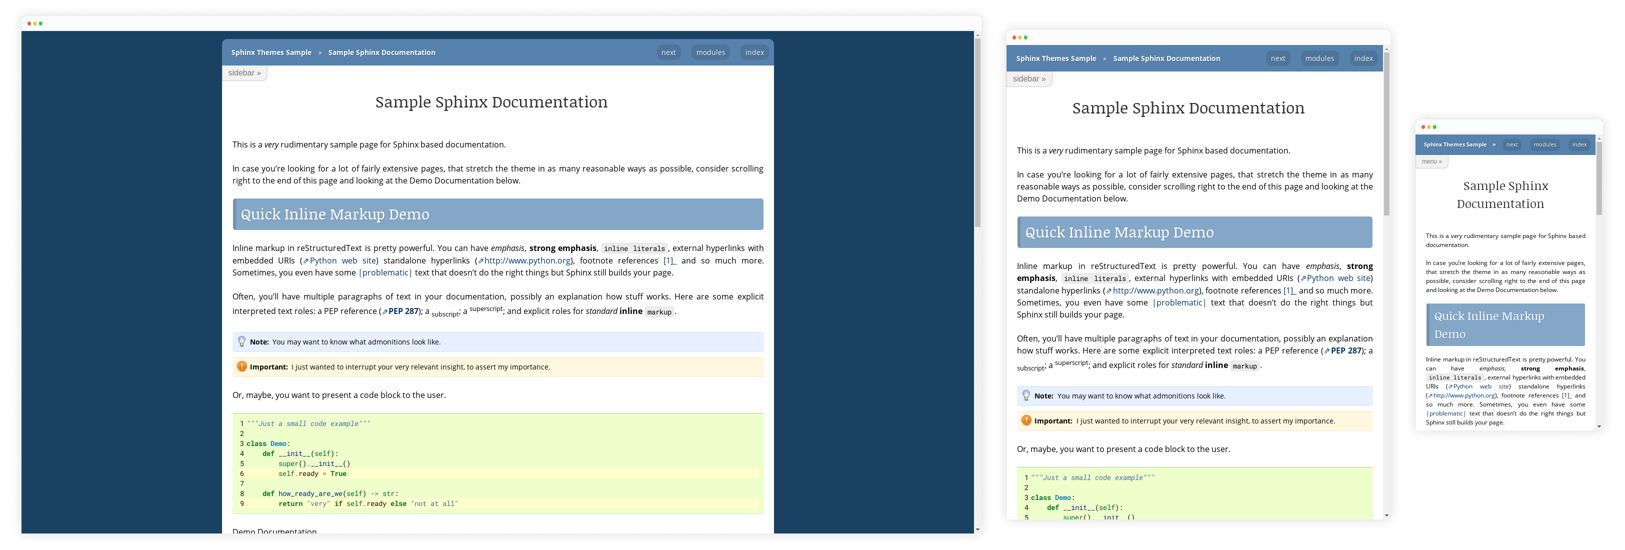 Sphinx Themes Sample » Sample Sphinx Documentation next modules index
sidebar »
Sample Sphinx Documentation
This is a very rudimentary sample page for Sphinx based documentation.
In case you're looking for a lot of fairly extensive pages, that stretch the theme in as many reasonable ways as possible, consider scrolling
right to the end of this page and looking at the Demo Documentation below.
Quick Inline Markup Demo
Inline markup in reStructuredText is pretty powerful. You can have emphasis, strong emphasis, inline literals, external hyperlinks with
embedded URIs (⇗Python web site) standalone hyperlinks (⇗http://www.python.org), footnote references [1]_ and so much more.
Sometimes, you even have some |problematic| text that doesn't do the right things but Sphinx still builds your page.
Often, you'll have multiple paragraphs of text in your documentation, possibly an explanation how stuff works. Here are some explicit
interpreted text roles: a PEP reference (⇗PEP 287); a subscript; a superscript; and explicit roles for standard inline markup.
Note: You may want to know what admonitions look like.
Important: I just wanted to interrupt your very relevant insight, to assert my importance.
Or, maybe, you want to present a code block to the user.
1 """Just a small code example"""
2
3 class Demo:
4     def __init__(self):
5         super().__init__()
6         self.ready = True
7
8     def how_ready_are_we(self) -> str:
9         return "very" if self.ready else "not at all"
Demo Documentation
Sphinx Themes Sample » Sample Sphinx Documentation next modules index
sidebar »
Sample Sphinx Documentation
This is a very rudimentary sample page for Sphinx based documentation.
In case you're looking for a lot of fairly extensive pages, that stretch the theme in as many
reasonable ways as possible, consider scrolling right to the end of this page and looking at the
Demo Documentation below.
Quick Inline Markup Demo
Inline markup in reStructuredText is pretty powerful. You can have emphasis, strong
emphasis, inline literals, external hyperlinks with embedded URIs (⇗Python web site)
standalone hyperlinks (⇗http://www.python.org), footnote references [1]_ and so much more.
Sometimes, you even have some |problematic| text that doesn't do the right things but
Sphinx still builds your page.
Often, you'll have multiple paragraphs of text in your documentation, possibly an explanation
how stuff works. Here are some explicit interpreted text roles: a PEP reference (⇗PEP 287); a
subscript; a superscript; and explicit roles for standard inline markup.
Note: You may want to know what admonitions look like.
Important: I just wanted to interrupt your very relevant insight, to assert my importance.
Or, maybe, you want to present a code block to the user.
1 """Just a small code example"""
2
3 class Demo:
4     def __init__(self):
5         super().__init__()
Sphinx Themes Sample » next modules index
menu »
Sample Sphinx
Documentation
This is a very rudimentary sample page for Sphinx based
documentation.
In case you're looking for a lot of fairly extensive pages,
that stretch the theme in as many reasonable ways as
possible, consider scrolling right to the end of this page
and looking at the Demo Documentation below.
Quick Inline Markup
Demo
Inline markup in reStructuredText is pretty powerful. You
can have emphasis, strong emphasis,
inline literals, external hyperlinks with embedded
URIs (⇗Python web site) standalone hyperlinks
(⇗http://www.python.org), footnote references [1]_ and
so much more. Sometimes, you even have some
|problematic| text that doesn't do the right things but
Sphinx still builds your page.